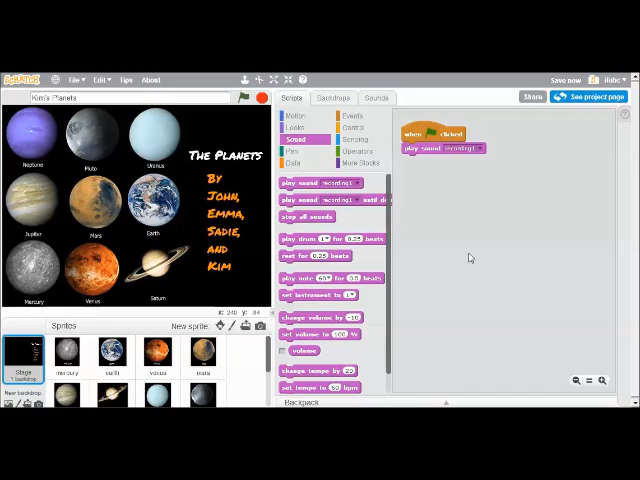 SCRATCH File Edit Tips About Save now
Kim's Planets
Scripts Backdrops Sounds Share See project page
Neptune Pluto Uranus
Jupiter Mars Earth
Mercury Venus Saturn
The Planets
By
John,
Emma,
Sadie,
and
Kim
X: 240 Y: -84
Sprites New sprite:
Stage
1 backdrop
New backdrop:
mercury earth venus mars
Motion Events
Looks Control
Sound Sensing
Pen Operators
Data More Blocks
play sound recording1
play sound recording1 until do
stop all sounds
play drum 1 for 0.25 beats
rest for 0.25 beats
play note 60 for 0.5 beats
set instrument to 1
change volume by -10
set volume to 100 %
volume
change tempo by 20
set tempo to 60 bpm
when clicked
play sound recording1
Backpack